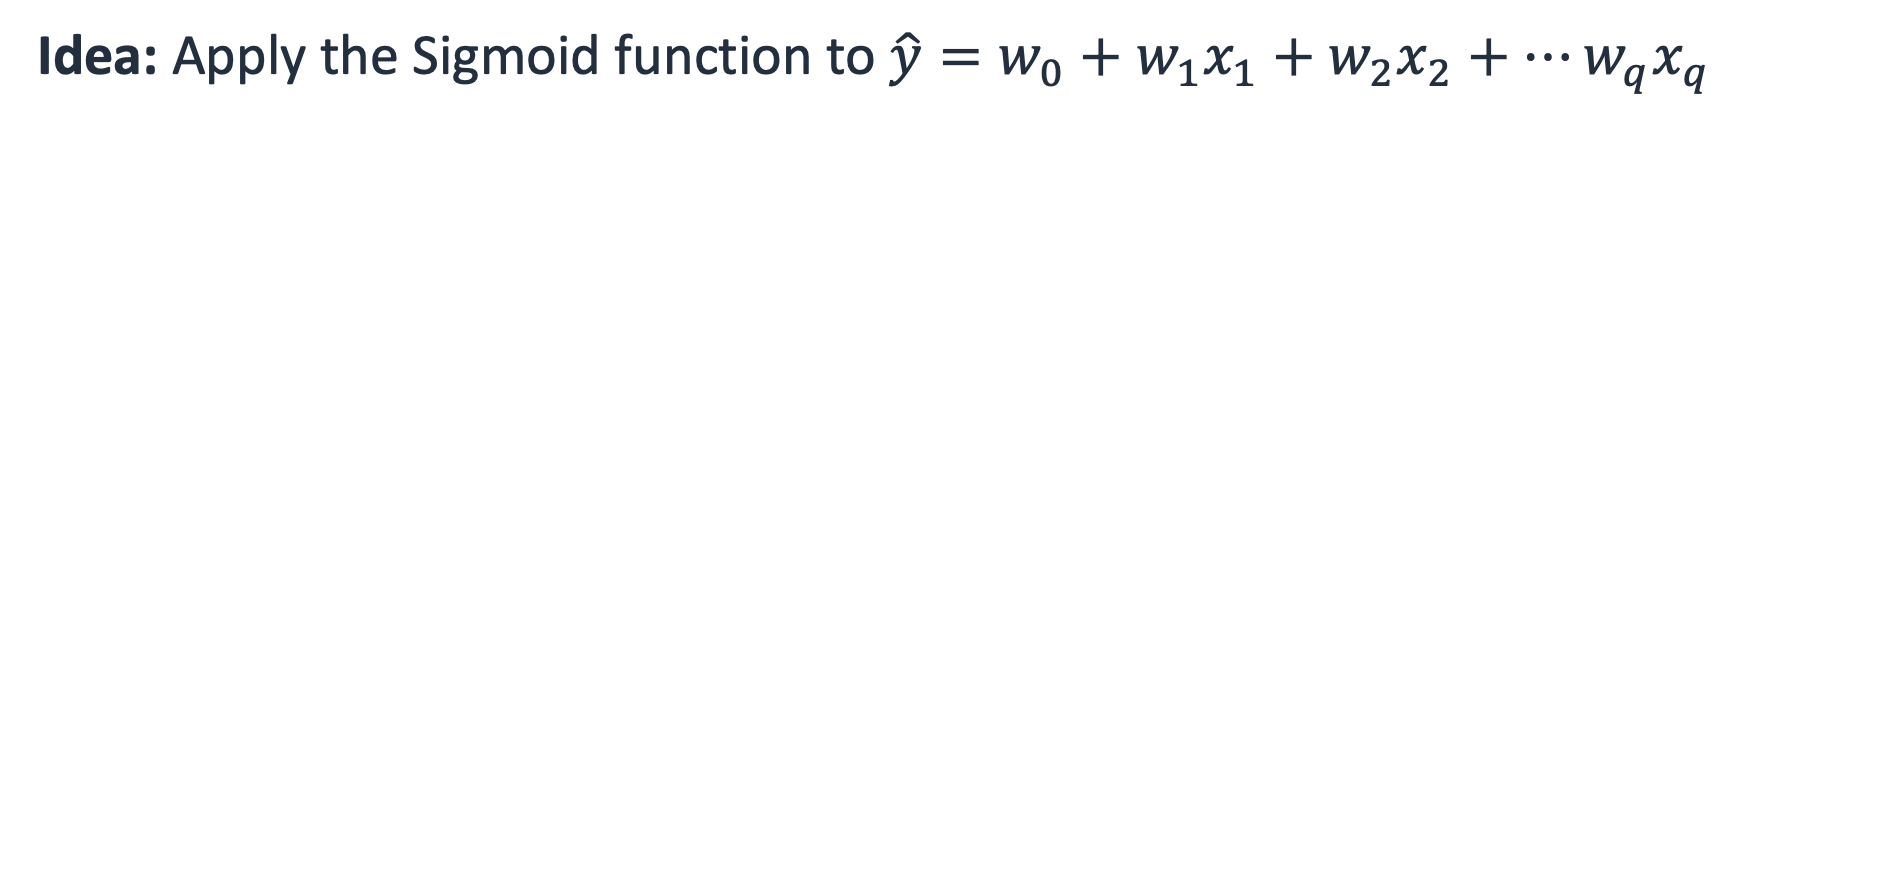 Idea: Apply the Sigmoid function to ŷ = w₀ + w₁x₁ + w₂x₂ + ⋯ w_q x_q